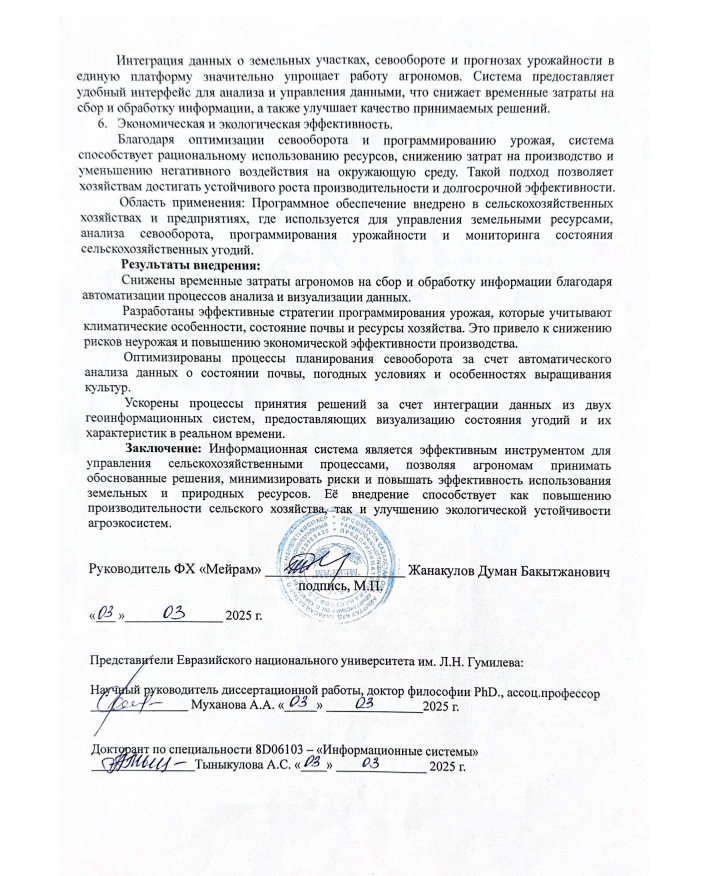 Интеграция данных о земельных участках, севообороте и прогнозах урожайности в
единую платформу значительно упрощает работу агрономов. Система предоставляет
удобный интерфейс для анализа и управления данными, что снижает временные затраты на
сбор и обработку информации, а также улучшает качество принимаемых решений.
6. Экономическая и экологическая эффективность.
Благодаря оптимизации севооборота и программированию урожая, система
способствует рациональному использованию ресурсов, снижению затрат на производство и
уменьшению негативного воздействия на окружающую среду. Такой подход позволяет
хозяйствам достигать устойчивого роста производительности и долгосрочной эффективности.
Область применения: Программное обеспечение внедрено в сельскохозяйственных
хозяйствах и предприятиях, где используется для управления земельными ресурсами,
анализа севооборота, программирования урожайности и мониторинга состояния
сельскохозяйственных угодий.
Результаты внедрения:
Снижены временные затраты агрономов на сбор и обработку информации благодаря
автоматизации процессов анализа и визуализации данных.
Разработаны эффективные стратегии программирования урожая, которые учитывают
климатические особенности, состояние почвы и ресурсы хозяйства. Это привело к снижению
рисков неурожая и повышению экономической эффективности производства.
Оптимизированы процессы планирования севооборота за счет автоматического
анализа данных о состоянии почвы, погодных условиях и особенностях выращивания
культур.
Ускорены процессы принятия решений за счет интеграции данных из двух
геоинформационных систем, предоставляющих визуализацию состояния угодий и их
характеристик в реальном времени.
Заключение: Информационная система является эффективным инструментом для
управления сельскохозяйственными процессами, позволяя агрономам принимать
обоснованные решения, минимизировать риски и повышать эффективность использования
земельных и природных ресурсов. Её внедрение способствует как повышению
производительности сельского хозяйства, так и улучшению экологической устойчивости
агроэкосистем.
Руководитель ФХ «Мейрам» Жанакулов Думан Бакытжанович
подпись, М.П.
«03» 03 2025 г.
Представители Евразийского национального университета им. Л.Н. Гумилева:
Научный руководитель диссертационной работы, доктор философии PhD., ассоц.профессор
Муханова А.А. «03» 03 2025 г.
Докторант по специальности 8D06103 – «Информационные системы»
Тыныкулова А.С. «03» 03 2025 г.